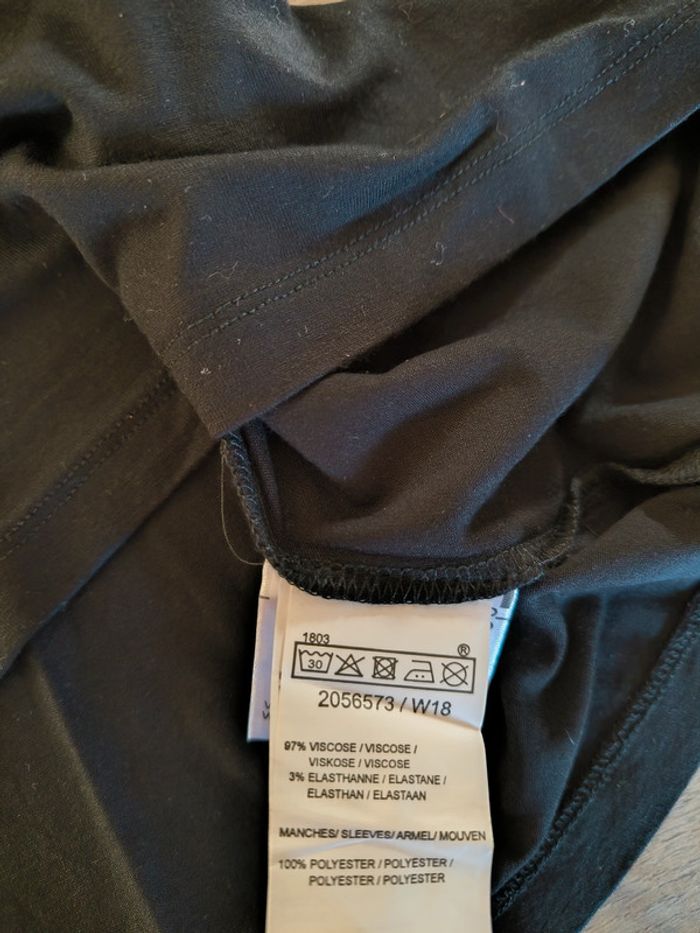 1803
®
30
2056573 / W18
97% VISCOSE / VISCOSE /
VISKOSE / VISCOSE
3% ELASTHANNE / ELASTANE /
ELASTHAN / ELASTAAN
MANCHES/ SLEEVES/ ARMEL/ MOUVEN
100% POLYESTER / POLYESTER /
POLYESTER / POLYESTER